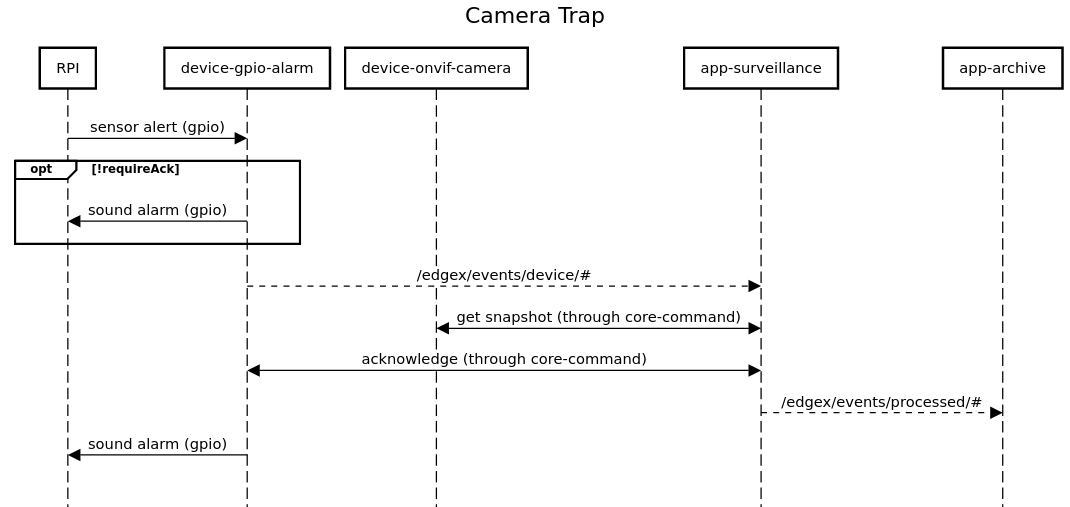 Camera Trap
RPI
device-gpio-alarm
device-onvif-camera
app-surveillance
app-archive
sensor alert (gpio)
opt
[!requireAck]
sound alarm (gpio)
/edgex/events/device/#
get snapshot (through core-command)
acknowledge (through core-command)
/edgex/events/processed/#
sound alarm (gpio)